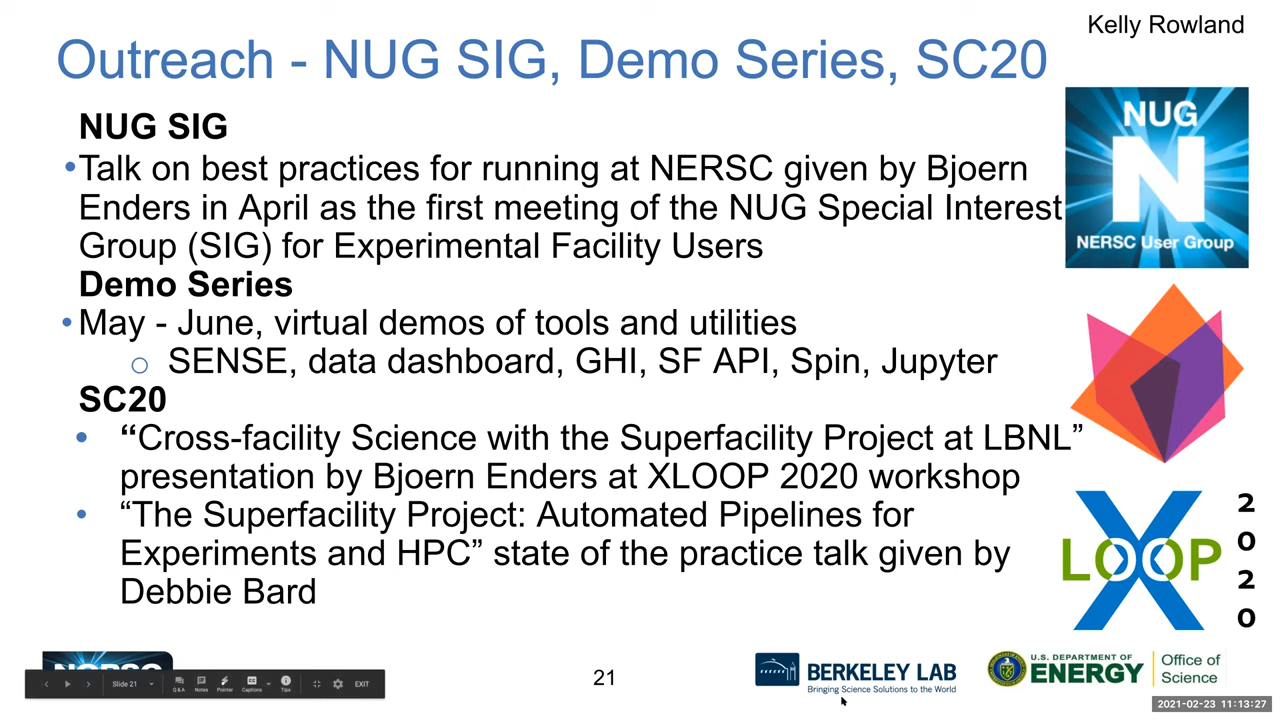 Kelly Rowland
Outreach - NUG SIG, Demo Series, SC20
NUG SIG
•Talk on best practices for running at NERSC given by Bjoern
Enders in April as the first meeting of the NUG Special Interest
Group (SIG) for Experimental Facility Users
Demo Series
• May - June, virtual demos of tools and utilities
o SENSE, data dashboard, GHI, SF API, Spin, Jupyter
SC20
• “Cross-facility Science with the Superfacility Project at LBNL”
presentation by Bjoern Enders at XLOOP 2020 workshop
• “The Superfacility Project: Automated Pipelines for
Experiments and HPC” state of the practice talk given by
Debbie Bard
NUG
N
NERSC User Group
X
LOOP
2
0
2
0
Slide 21
Q&A
Notes
Pointer
Captions
Tips
EXIT
21
BERKELEY LAB
Bringing Science Solutions to the World
U.S. DEPARTMENT OF
ENERGY
Office of
Science
2021-02-23 11:13:27